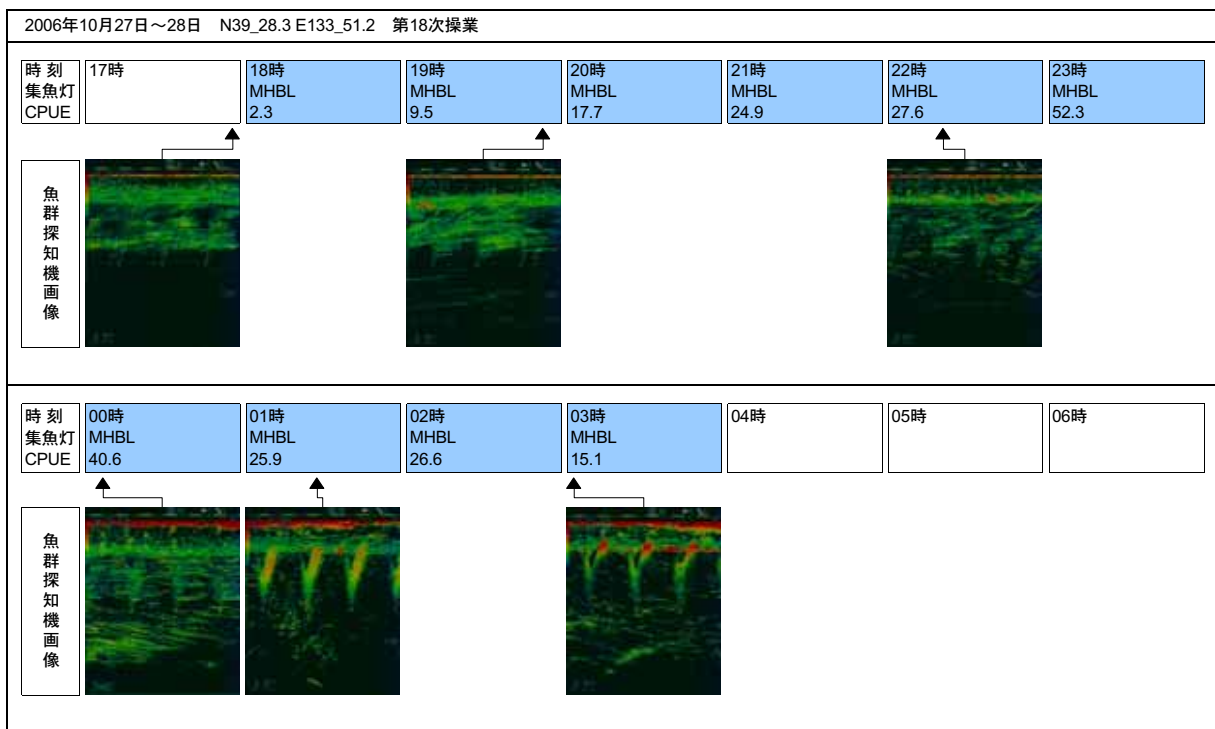 2006年10月27日～28日 N39_28.3 E133_51.2 第18次操業
時 刻
集魚灯
CPUE
17時
18時
MHBL
2.3
19時
MHBL
9.5
20時
MHBL
17.7
21時
MHBL
24.9
22時
MHBL
27.6
23時
MHBL
52.3
魚群探知機画像
時 刻
集魚灯
CPUE
00時
MHBL
40.6
01時
MHBL
25.9
02時
MHBL
26.6
03時
MHBL
15.1
04時
05時
06時
魚群探知機画像